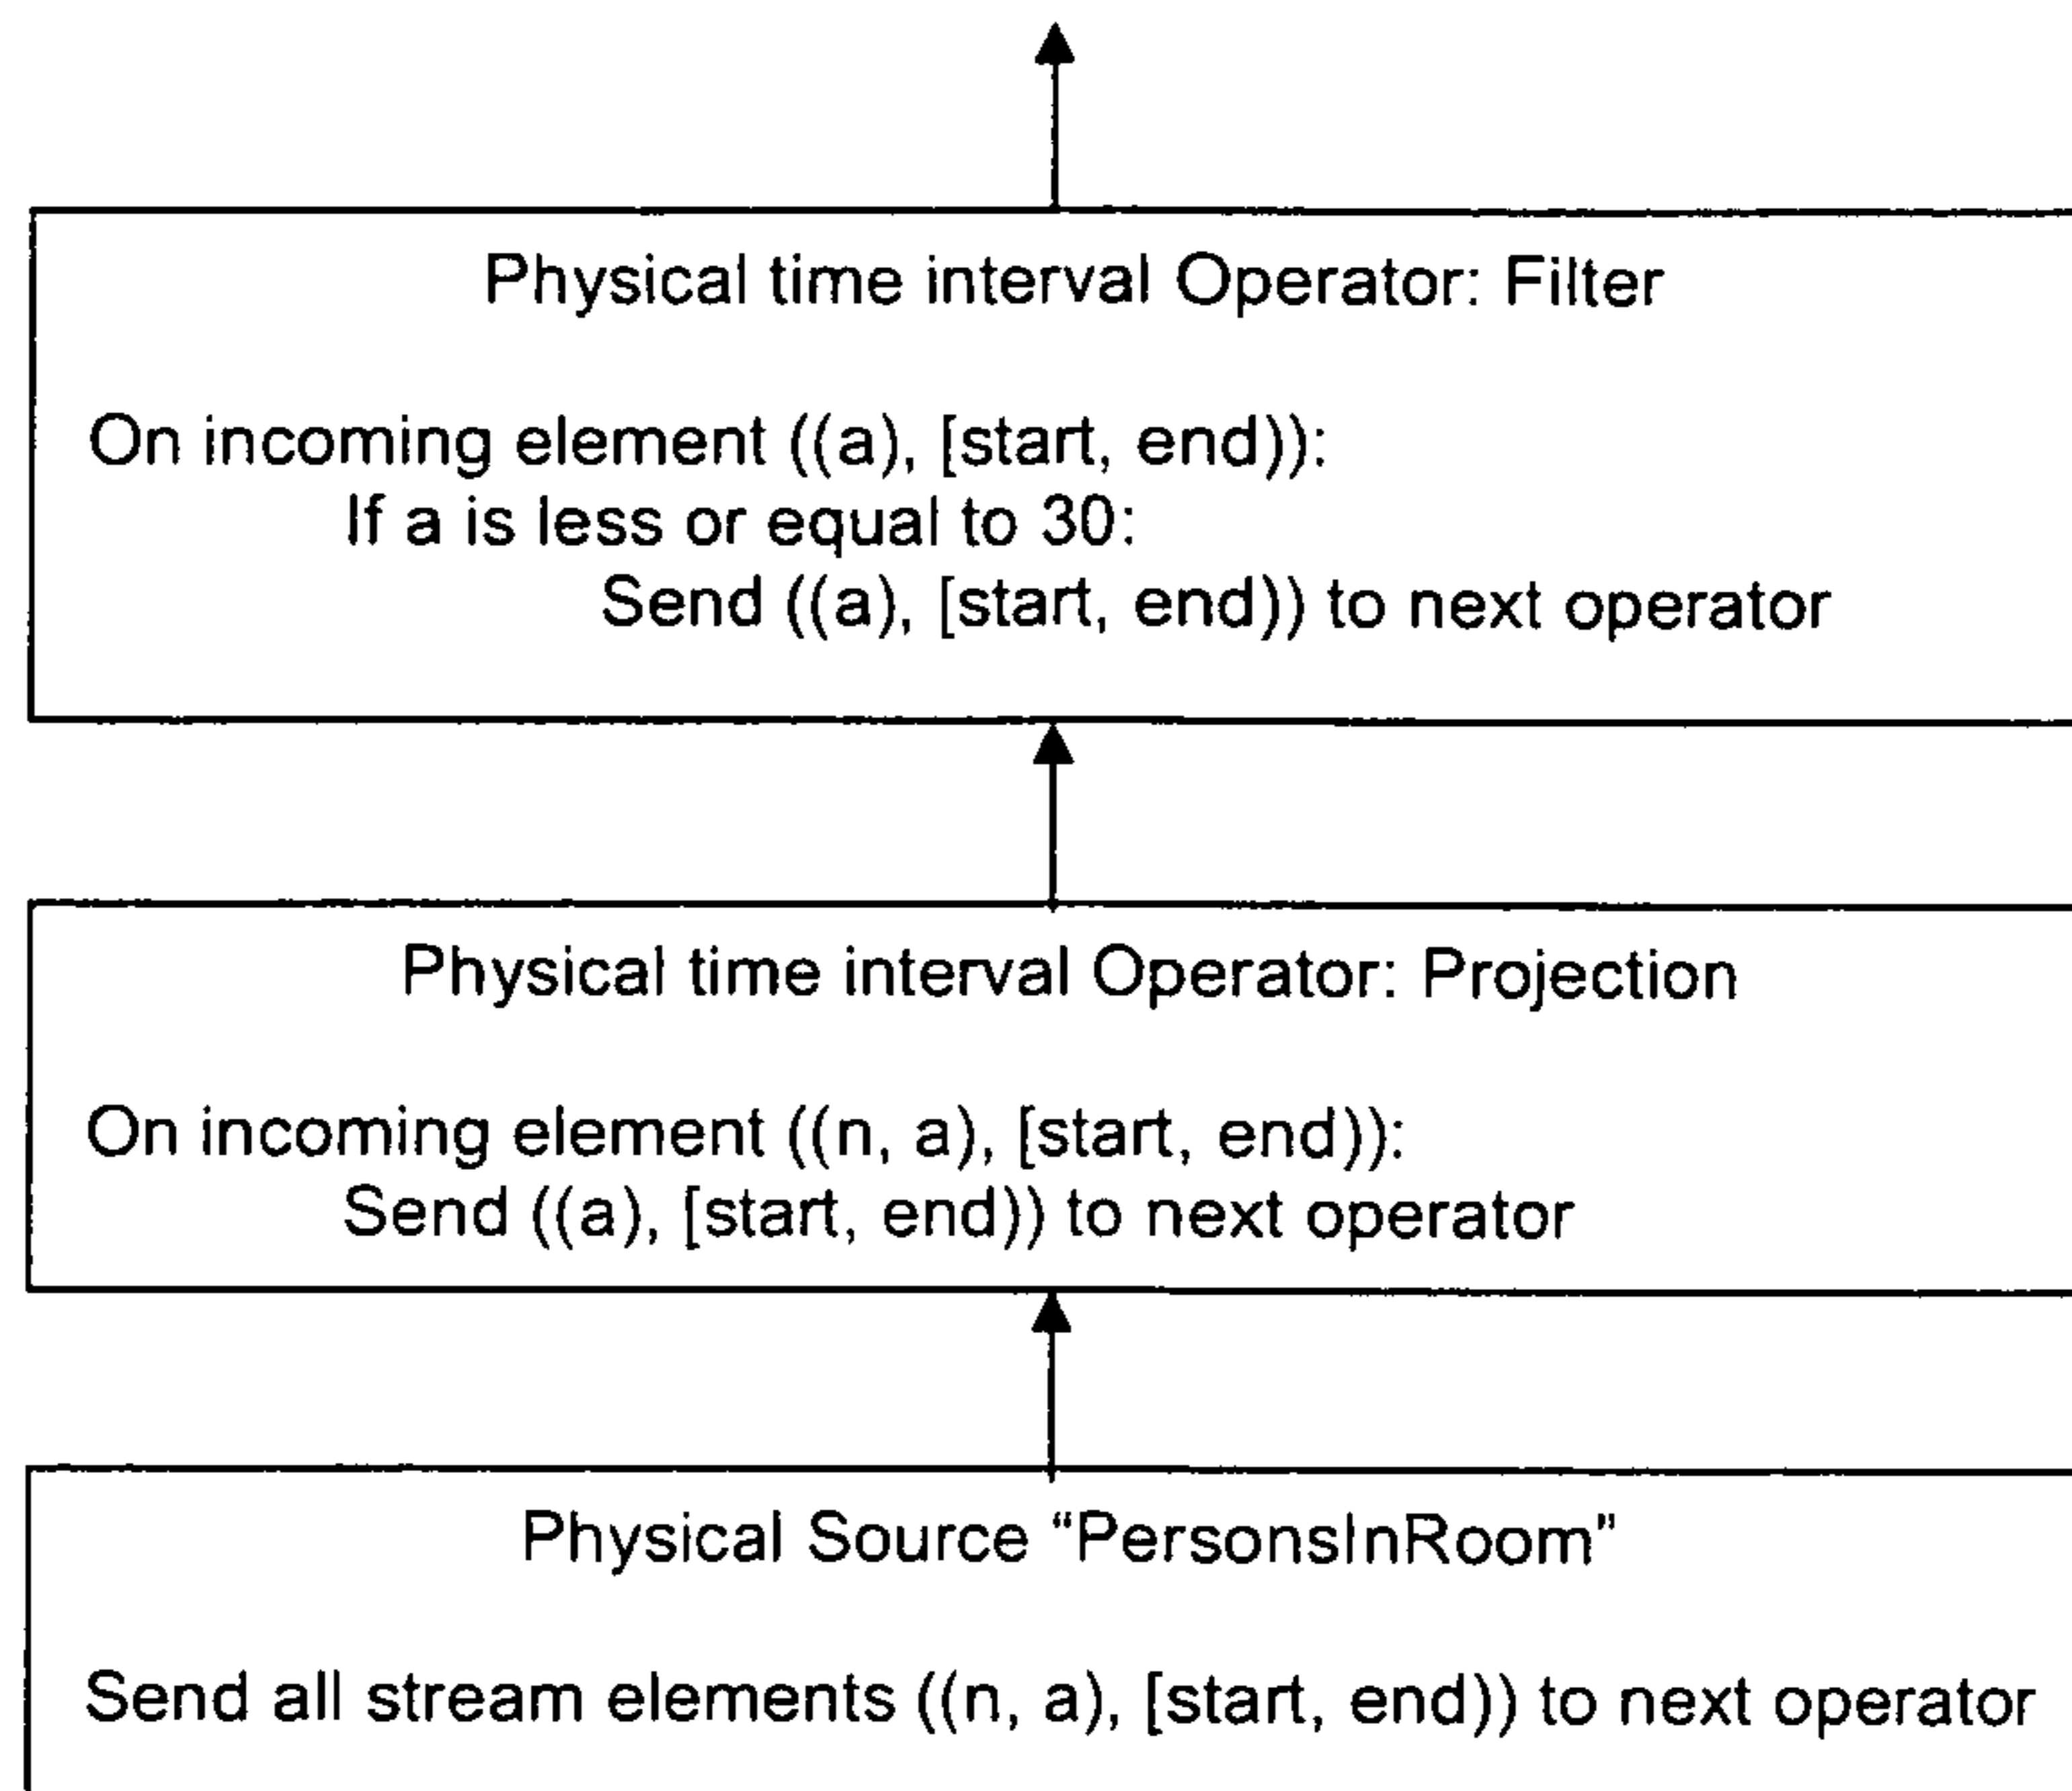 Physical time interval Operator: Filter
On incoming element ((a), [start, end)):
If a is less or equal to 30:
Send ((a), [start, end)) to next operator
Physical time interval Operator: Projection
On incoming element ((n, a), [start, end)):
Send ((a), [start, end)) to next operator
Physical Source “PersonsInRoom”
Send all stream elements ((n, a), [start, end)) to next operator